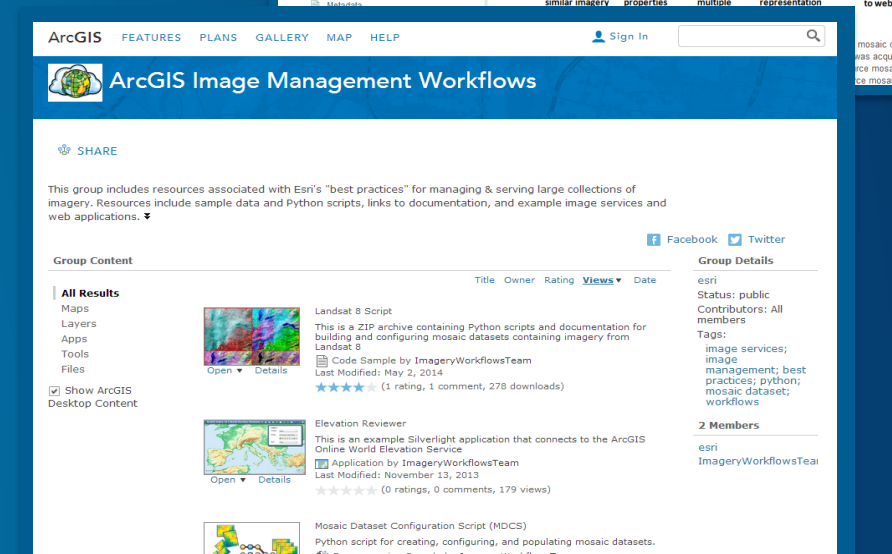 Metadata
similar imagery properties multiple representation to web
mosaic
was acqu
rce mosa
rce mosa
ArcGIS FEATURES PLANS GALLERY MAP HELP Sign In
ArcGIS Image Management Workflows
SHARE
This group includes resources associated with Esri's "best practices" for managing & serving large collections of
imagery. Resources include sample data and Python scripts, links to documentation, and example image services and
web applications.
Facebook Twitter
Group Content
Title Owner Rating Views Date
All Results
Maps
Layers
Apps
Tools
Files
Show ArcGIS
Desktop Content
Landsat 8 Script
This is a ZIP archive containing Python scripts and documentation for
building and configuring mosaic datasets containing imagery from
Landsat 8
Code Sample by ImageryWorkflowsTeam
Last Modified: May 2, 2014
(1 rating, 1 comment, 278 downloads)
Open Details
Elevation Reviewer
This is an example Silverlight application that connects to the ArcGIS
Online World Elevation Service
Application by ImageryWorkflowsTeam
Last Modified: November 13, 2013
(0 ratings, 0 comments, 179 views)
Open Details
Mosaic Dataset Configuration Script (MDCS)
Python script for creating, configuring, and populating mosaic datasets.
Group Details
esri
Status: public
Contributors: All
members
Tags:
image services;
image
management; best
practices; python;
mosaic dataset;
workflows
2 Members
esri
ImageryWorkflowsTea